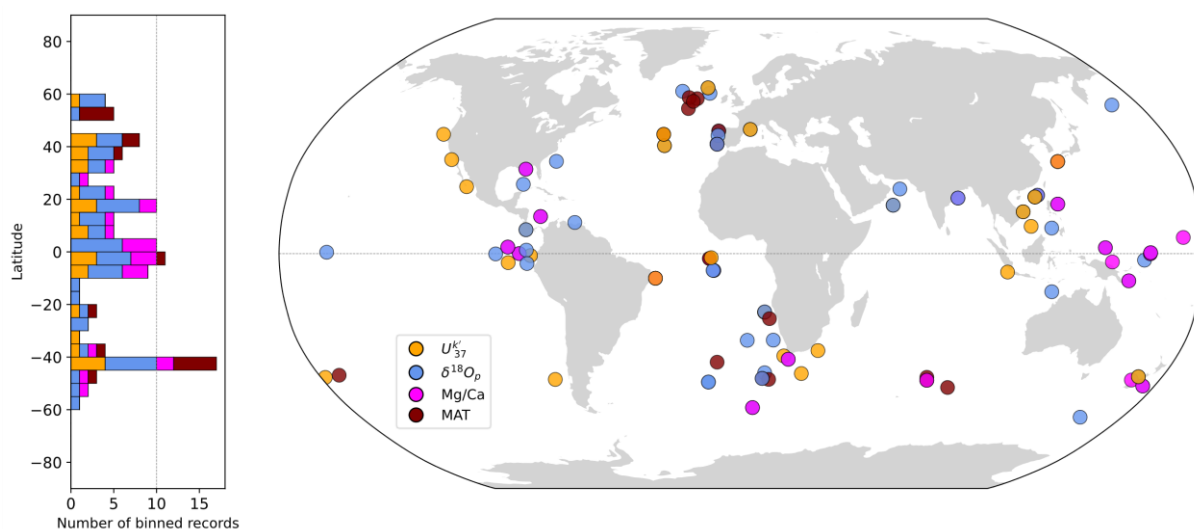 80
60
40
20
0
−20
−40
−60
−80
Latitude
0 5 10 15
Number of binned records
U^{k'}_{37}
δ^{18}O_p
Mg/Ca
MAT